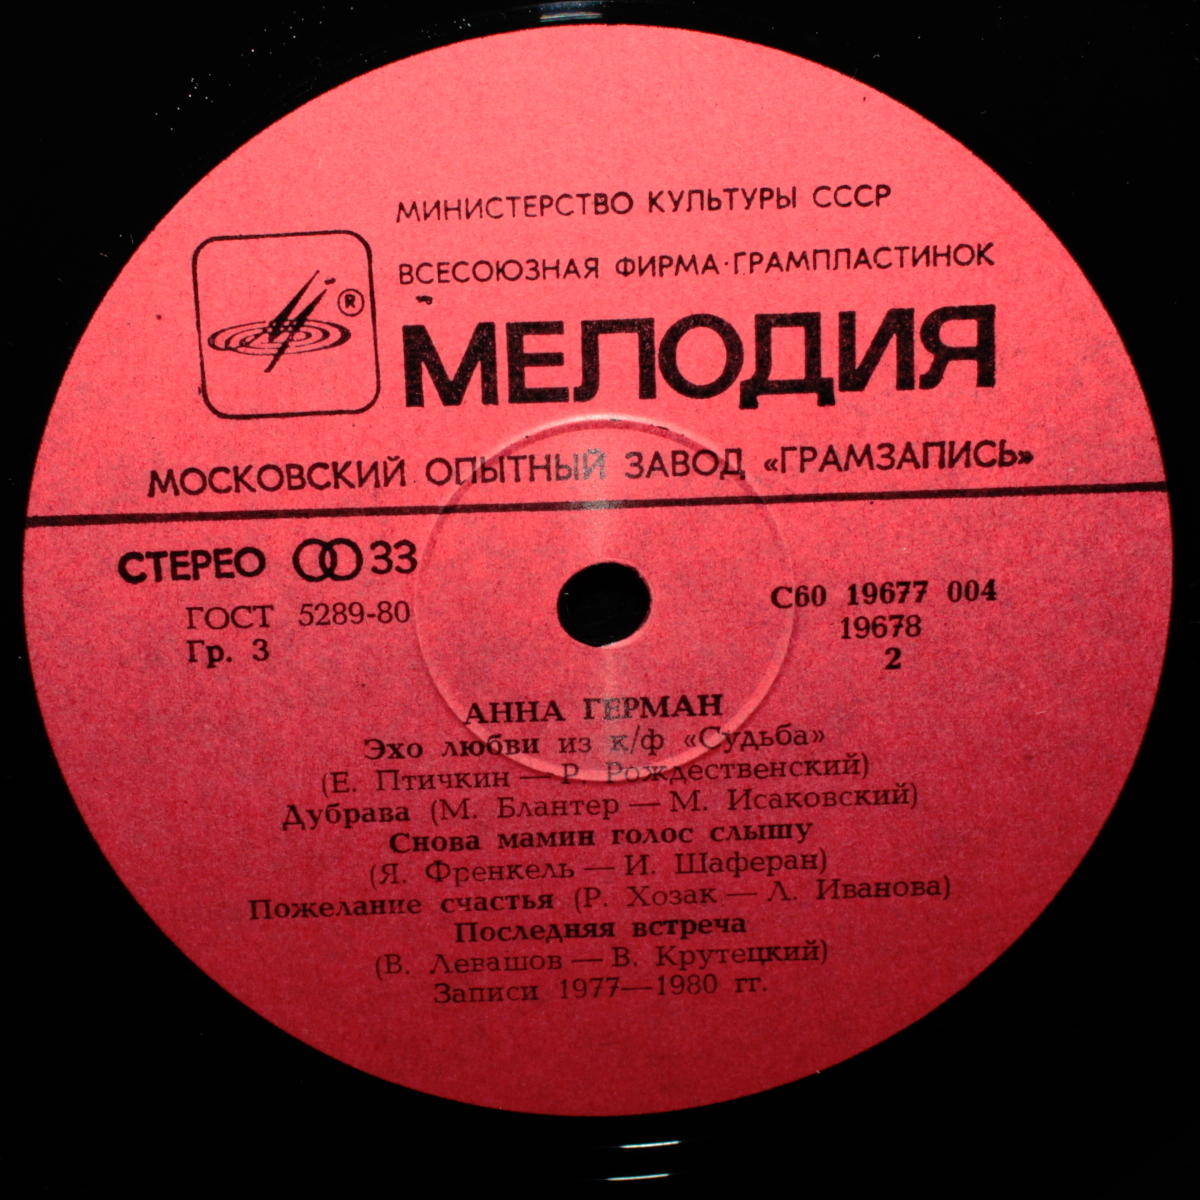 МИНИСТЕРСТВО КУЛЬТУРЫ СССР
ВСЕСОЮЗНАЯ ФИРМА·ГРАМПЛАСТИНОК
®
МЕЛОДИЯ
МОСКОВСКИЙ ОПЫТНЫЙ ЗАВОД «ГРАМЗАПИСЬ»
СТЕРЕО 33
ГОСТ 5289-80
Гр. 3
С60 19677 004
19678
2
АННА ГЕРМАН
Эхо любви из к/ф «Судьба»
(Е. Птичкин — Р. Рождественский)
Дубрава (М. Блантер — М. Исаковский)
Снова мамин голос слышу
(Я. Френкель — И. Шаферан)
Пожелание счастья (Р. Хозак — Л. Иванова)
Последняя встреча
(В. Левашов — В. Крутецкий)
Записи 1977—1980 гг.